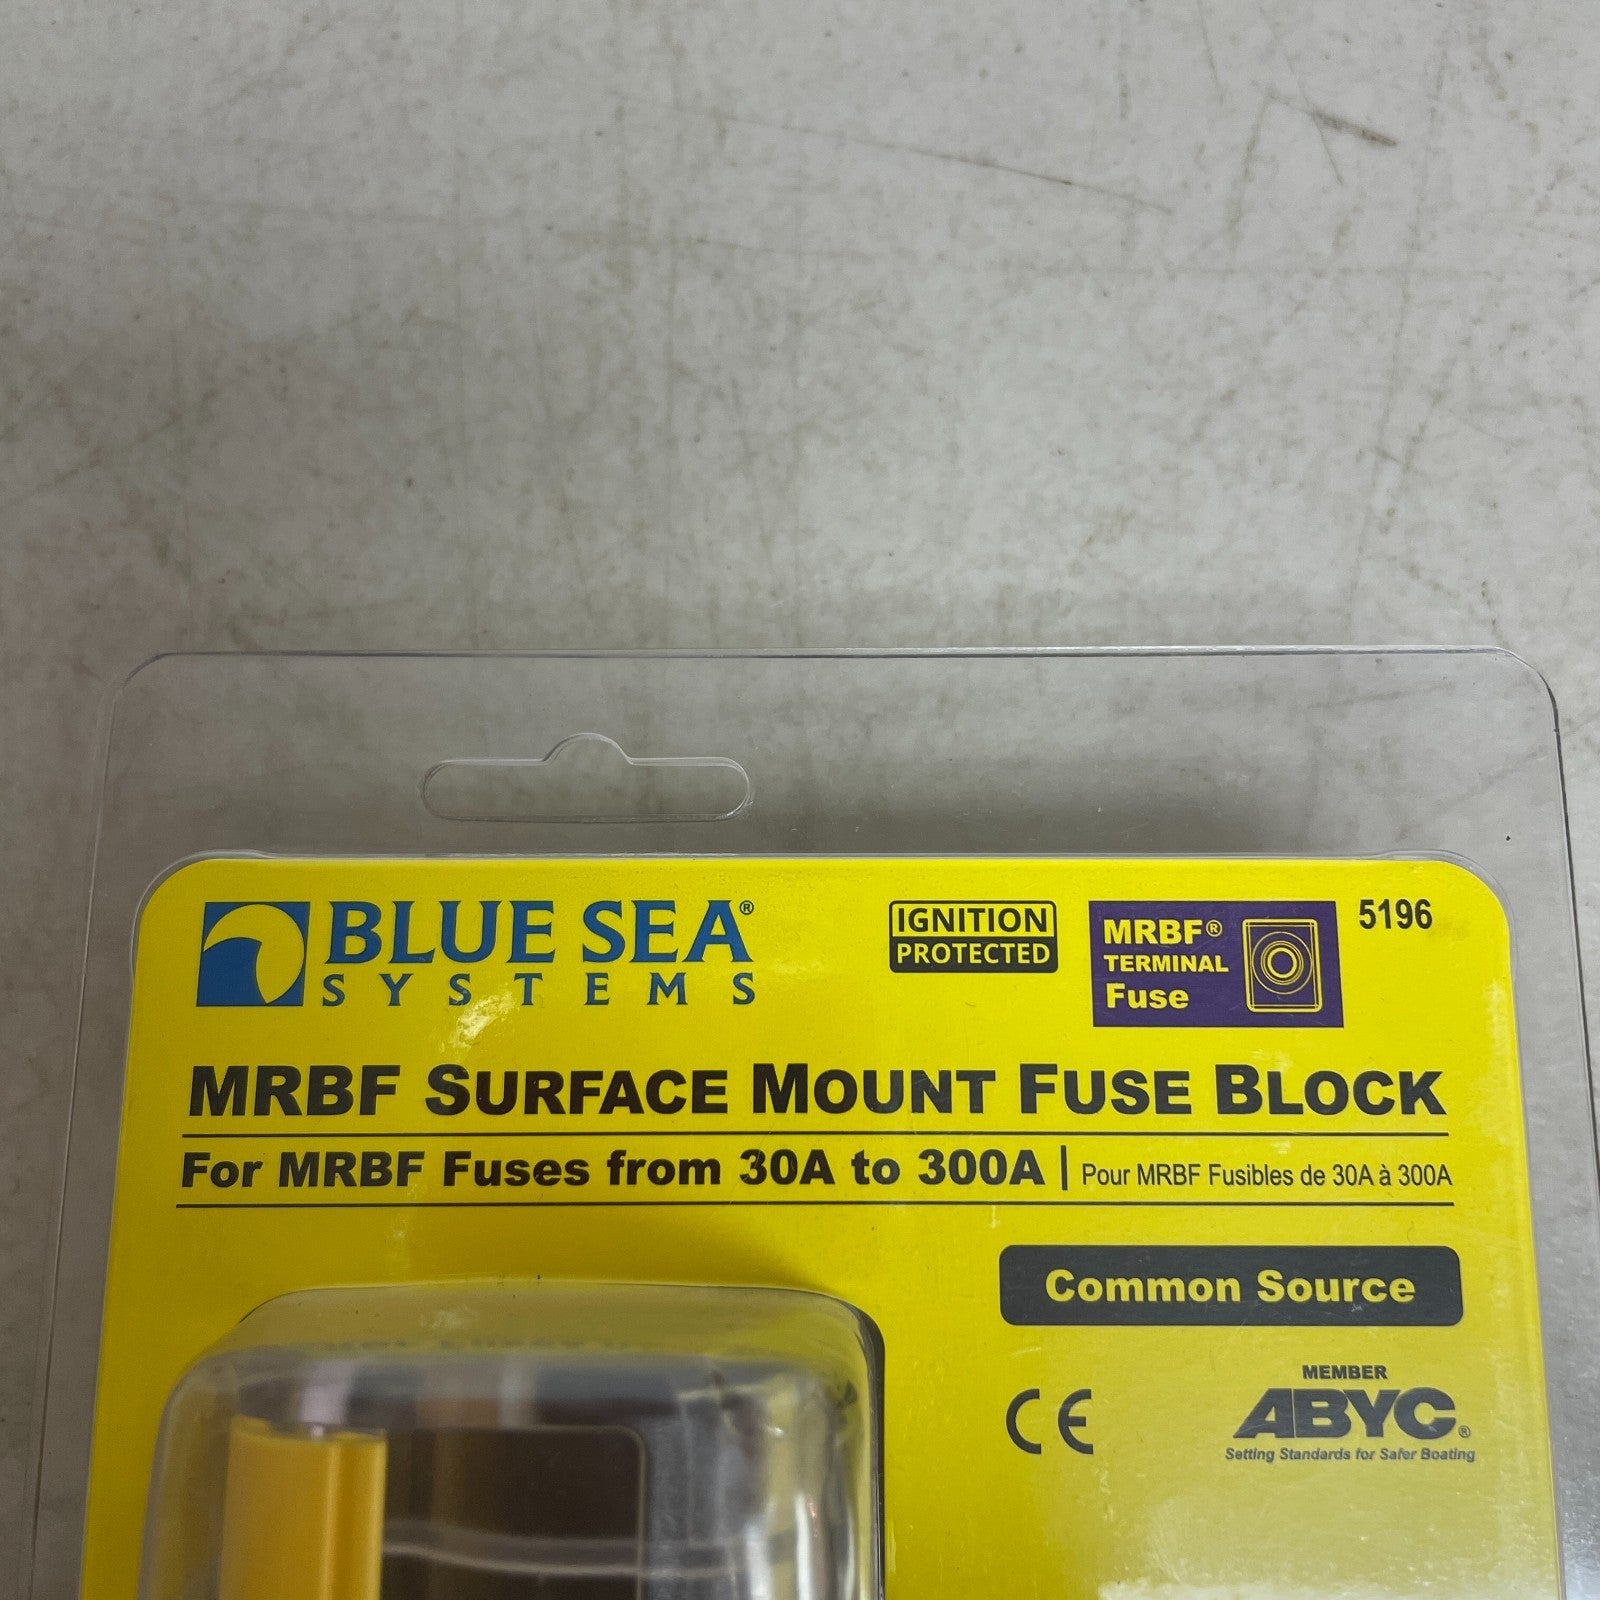 BLUE SEA®
SYSTEMS
IGNITION
PROTECTED
MRBF®
TERMINAL
Fuse
5196
MRBF SURFACE MOUNT FUSE BLOCK
For MRBF Fuses from 30A to 300A | Pour MRBF Fusibles de 30A à 300A
Common Source
CE
MEMBER
ABYC®
Setting Standards for Safer Boating